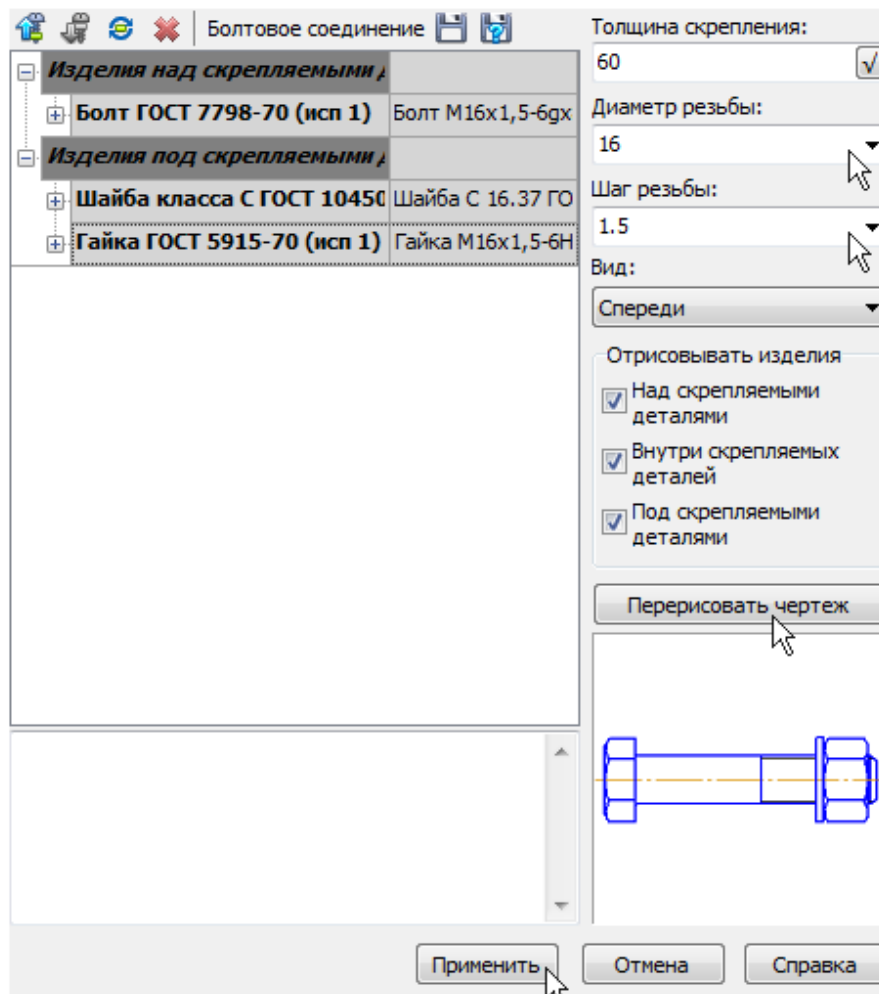 Болтовое соединение
Изделия над скрепляемыми
Болт ГОСТ 7798-70 (исп 1) Болт М16х1,5-6gx
Изделия под скрепляемыми
Шайба класса С ГОСТ 10450 Шайба С 16.37 ГО
Гайка ГОСТ 5915-70 (исп 1) Гайка М16х1,5-6Н
Толщина скрепления:
60
Диаметр резьбы:
16
Шаг резьбы:
1.5
Вид:
Спереди
Отрисовывать изделия
Над скрепляемыми
деталями
Внутри скрепляемых
деталей
Под скрепляемыми
деталями
Перерисовать чертеж
Применить Отмена Справка